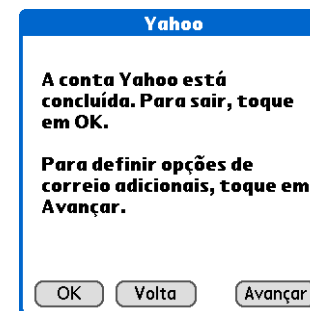 Yahoo
A conta Yahoo está
concluída. Para sair, toque
em OK.
Para definir opções de
correio adicionais, toque em
Avançar.
OK Volta Avançar